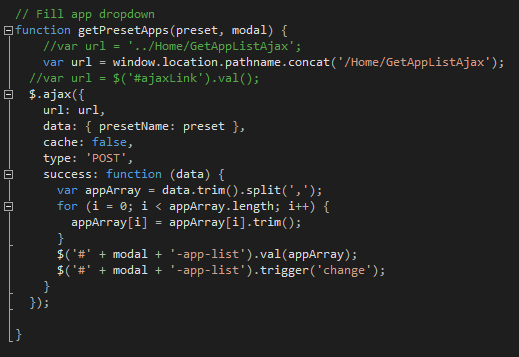 // Fill app dropdown
function getPresetApps(preset, modal) {
    //var url = '../Home/GetAppListAjax';
    var url = window.location.pathname.concat('/Home/GetAppListAjax');
  //var url = $('#ajaxLink').val();
  $.ajax({
    url: url,
    data: { presetName: preset },
    cache: false,
    type: 'POST',
    success: function (data) {
      var appArray = data.trim().split(',');
      for (i = 0; i < appArray.length; i++) {
        appArray[i] = appArray[i].trim();
      }
      $('#' + modal + '-app-list').val(appArray);
      $('#' + modal + '-app-list').trigger('change');
    }
  });
}